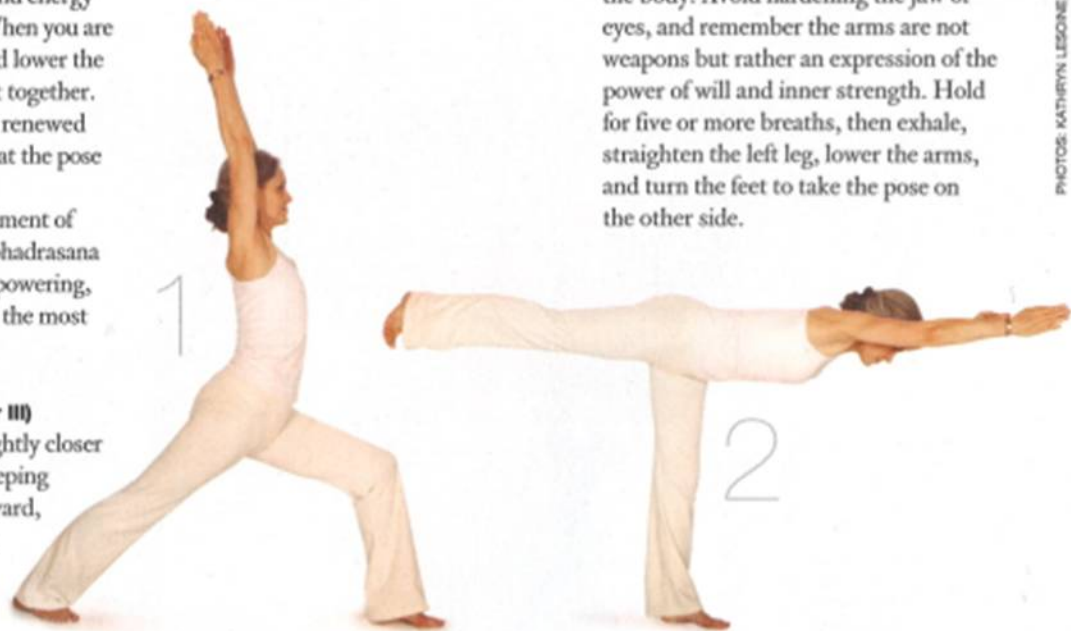 When you are
d lower the
together.
renewed
at the pose
ment of
hadrasana
powering,
the most
III)
htly closer
eping
ard,
1
eyes, and remember the arms are not
weapons but rather an expression of the
power of will and inner strength. Hold
for five or more breaths, then exhale,
straighten the left leg, lower the arms,
and turn the feet to take the pose on
the other side.
2
PHOTOS: KATHRYN LESOINE